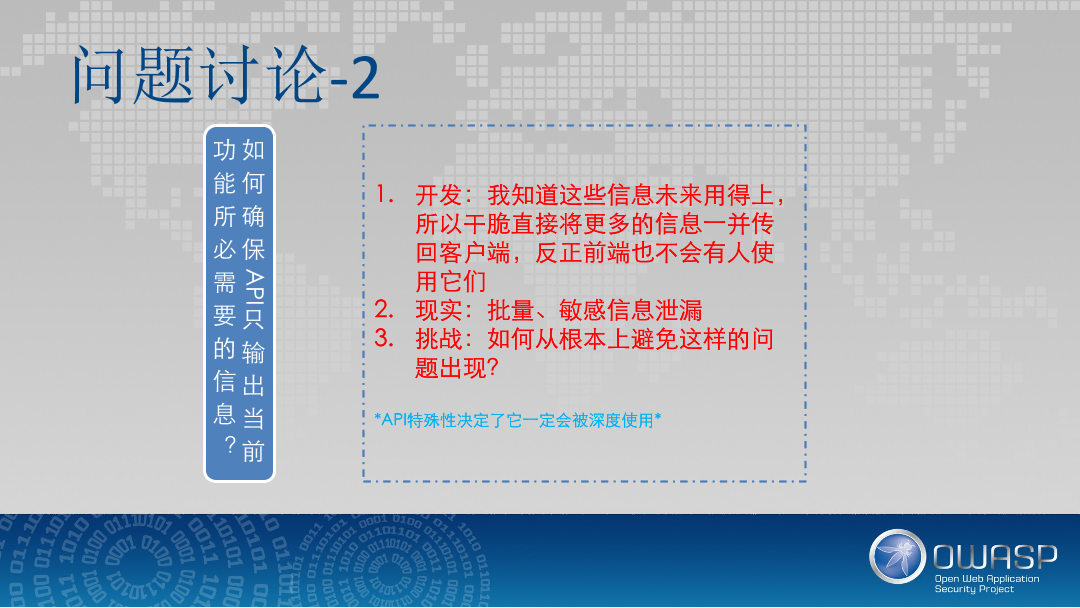 问题讨论-2
如何确保API只输出当前
功能所必需要的信息？
1. 开发：我知道这些信息未来用得上，
所以干脆直接将更多的信息一并传
回客户端，反正前端也不会有人使
用它们
2. 现实：批量、敏感信息泄漏
3. 挑战：如何从根本上避免这样的问
题出现？
*API特殊性决定了它一定会被深度使用*
OWASP
Open Web Application
Security Project